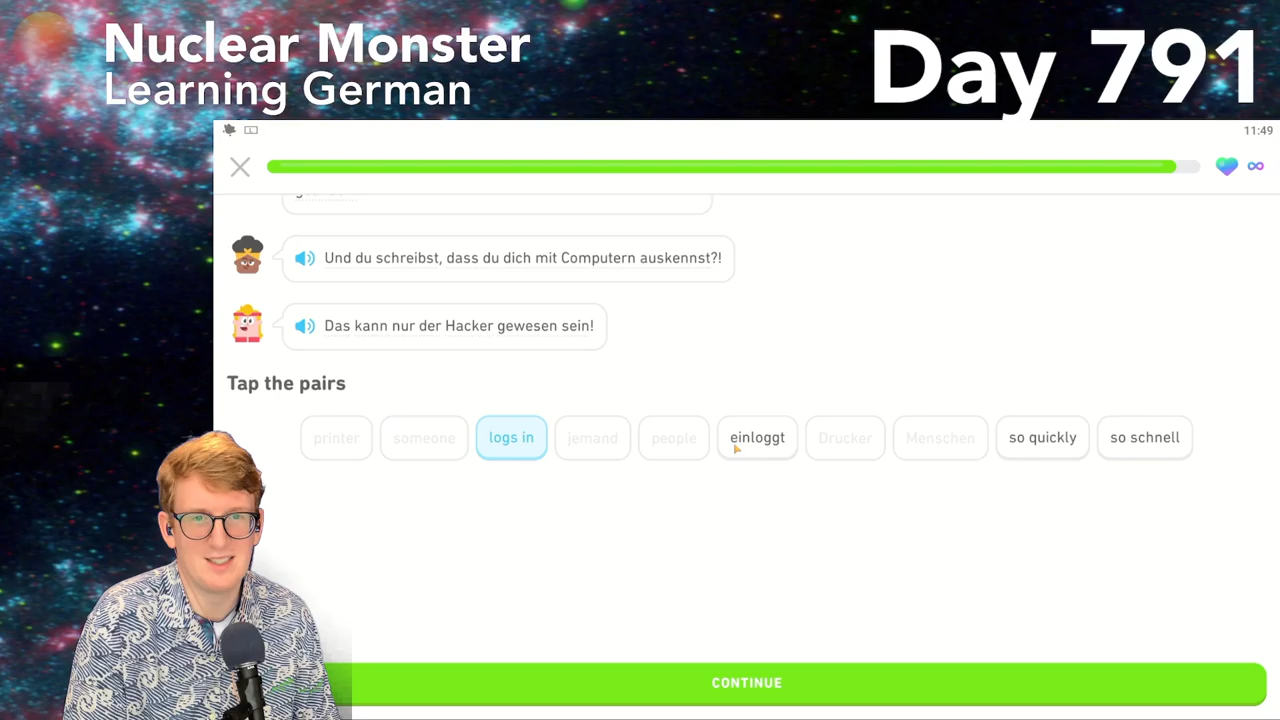 Nuclear Monster
Learning German
Day 791
11:49
Und du schreibst, dass du dich mit Computern auskennst?!
Das kann nur der Hacker gewesen sein!
Tap the pairs
printer someone logs in jemand people einloggt Drucker Menschen so quickly so schnell
CONTINUE